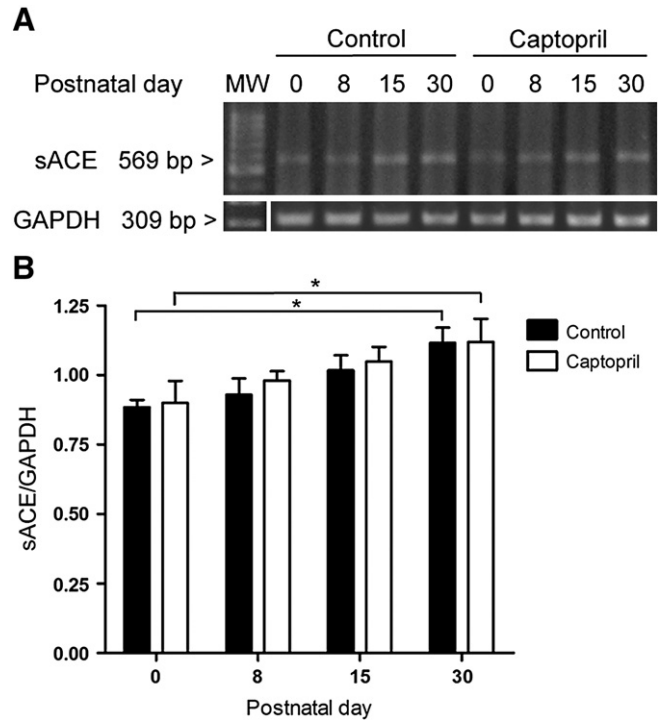 A
Control Captopril
Postnatal day MW 0 8 15 30 0 8 15 30
sACE 569 bp >
GAPDH 309 bp >
B
sACE/GAPDH
1.25
1.00
0.75
0.50
0.25
0.00
* 
*
Control
Captopril
0 8 15 30
Postnatal day